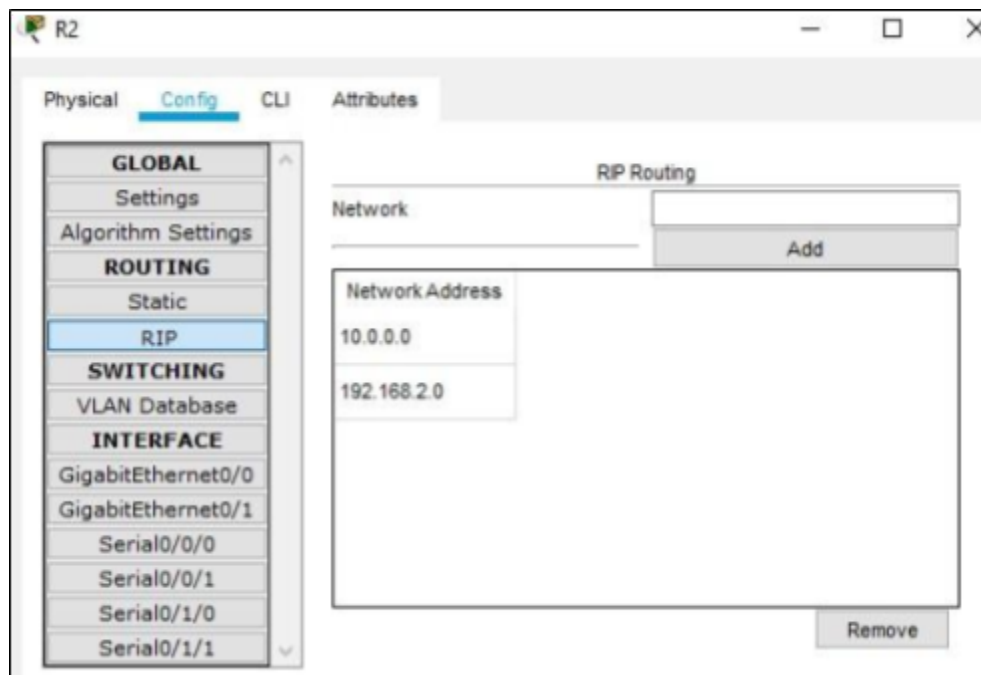 R2
Physical Config CLI Attributes
GLOBAL
Settings
Algorithm Settings
ROUTING
Static
RIP
SWITCHING
VLAN Database
INTERFACE
GigabitEthernet0/0
GigabitEthernet0/1
Serial0/0/0
Serial0/0/1
Serial0/1/0
Serial0/1/1
RIP Routing
Network
Add
Network Address
10.0.0.0
192.168.2.0
Remove